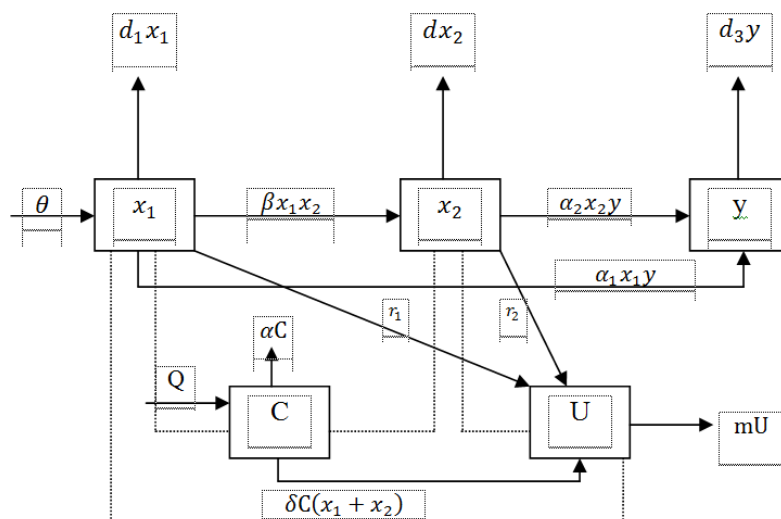 d₁x₁
dx₂
d₃y
θ
x₁
βx₁x₂
x₂
α₂x₂y
y
α₁x₁y
r₁
r₂
αC
Q
C
U
mU
δC(x₁ + x₂)